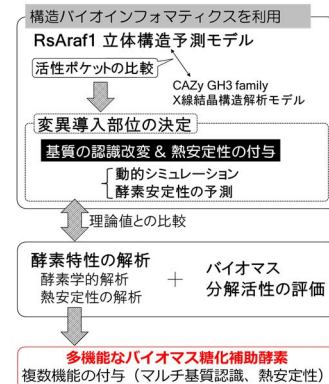 構造バイオインフォマティクスを利用
RsAraf1 立体構造予測モデル
活性ポケットの比較
CAZy GH3 family
X線結晶構造解析モデル
変異導入部位の決定
基質の認識改変 & 熱安定性の付与
動的シミュレーション
酵素安定性の予測
理論値との比較
酵素特性の解析
酵素学的解析
熱安定性の解析
+
バイオマス
分解活性の評価
多機能なバイオマス糖化補助酵素
複数機能の付与（マルチ基質認識、熱安定性）